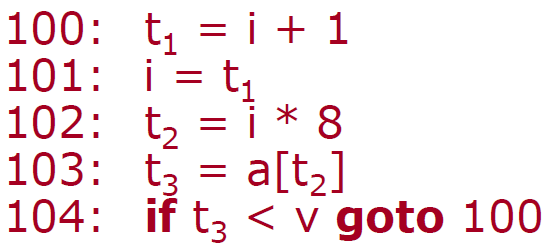 100: t₁ = i + 1
101: i = t₁
102: t₂ = i * 8
103: t₃ = a[t₂]
104: if t₃ < v goto 100